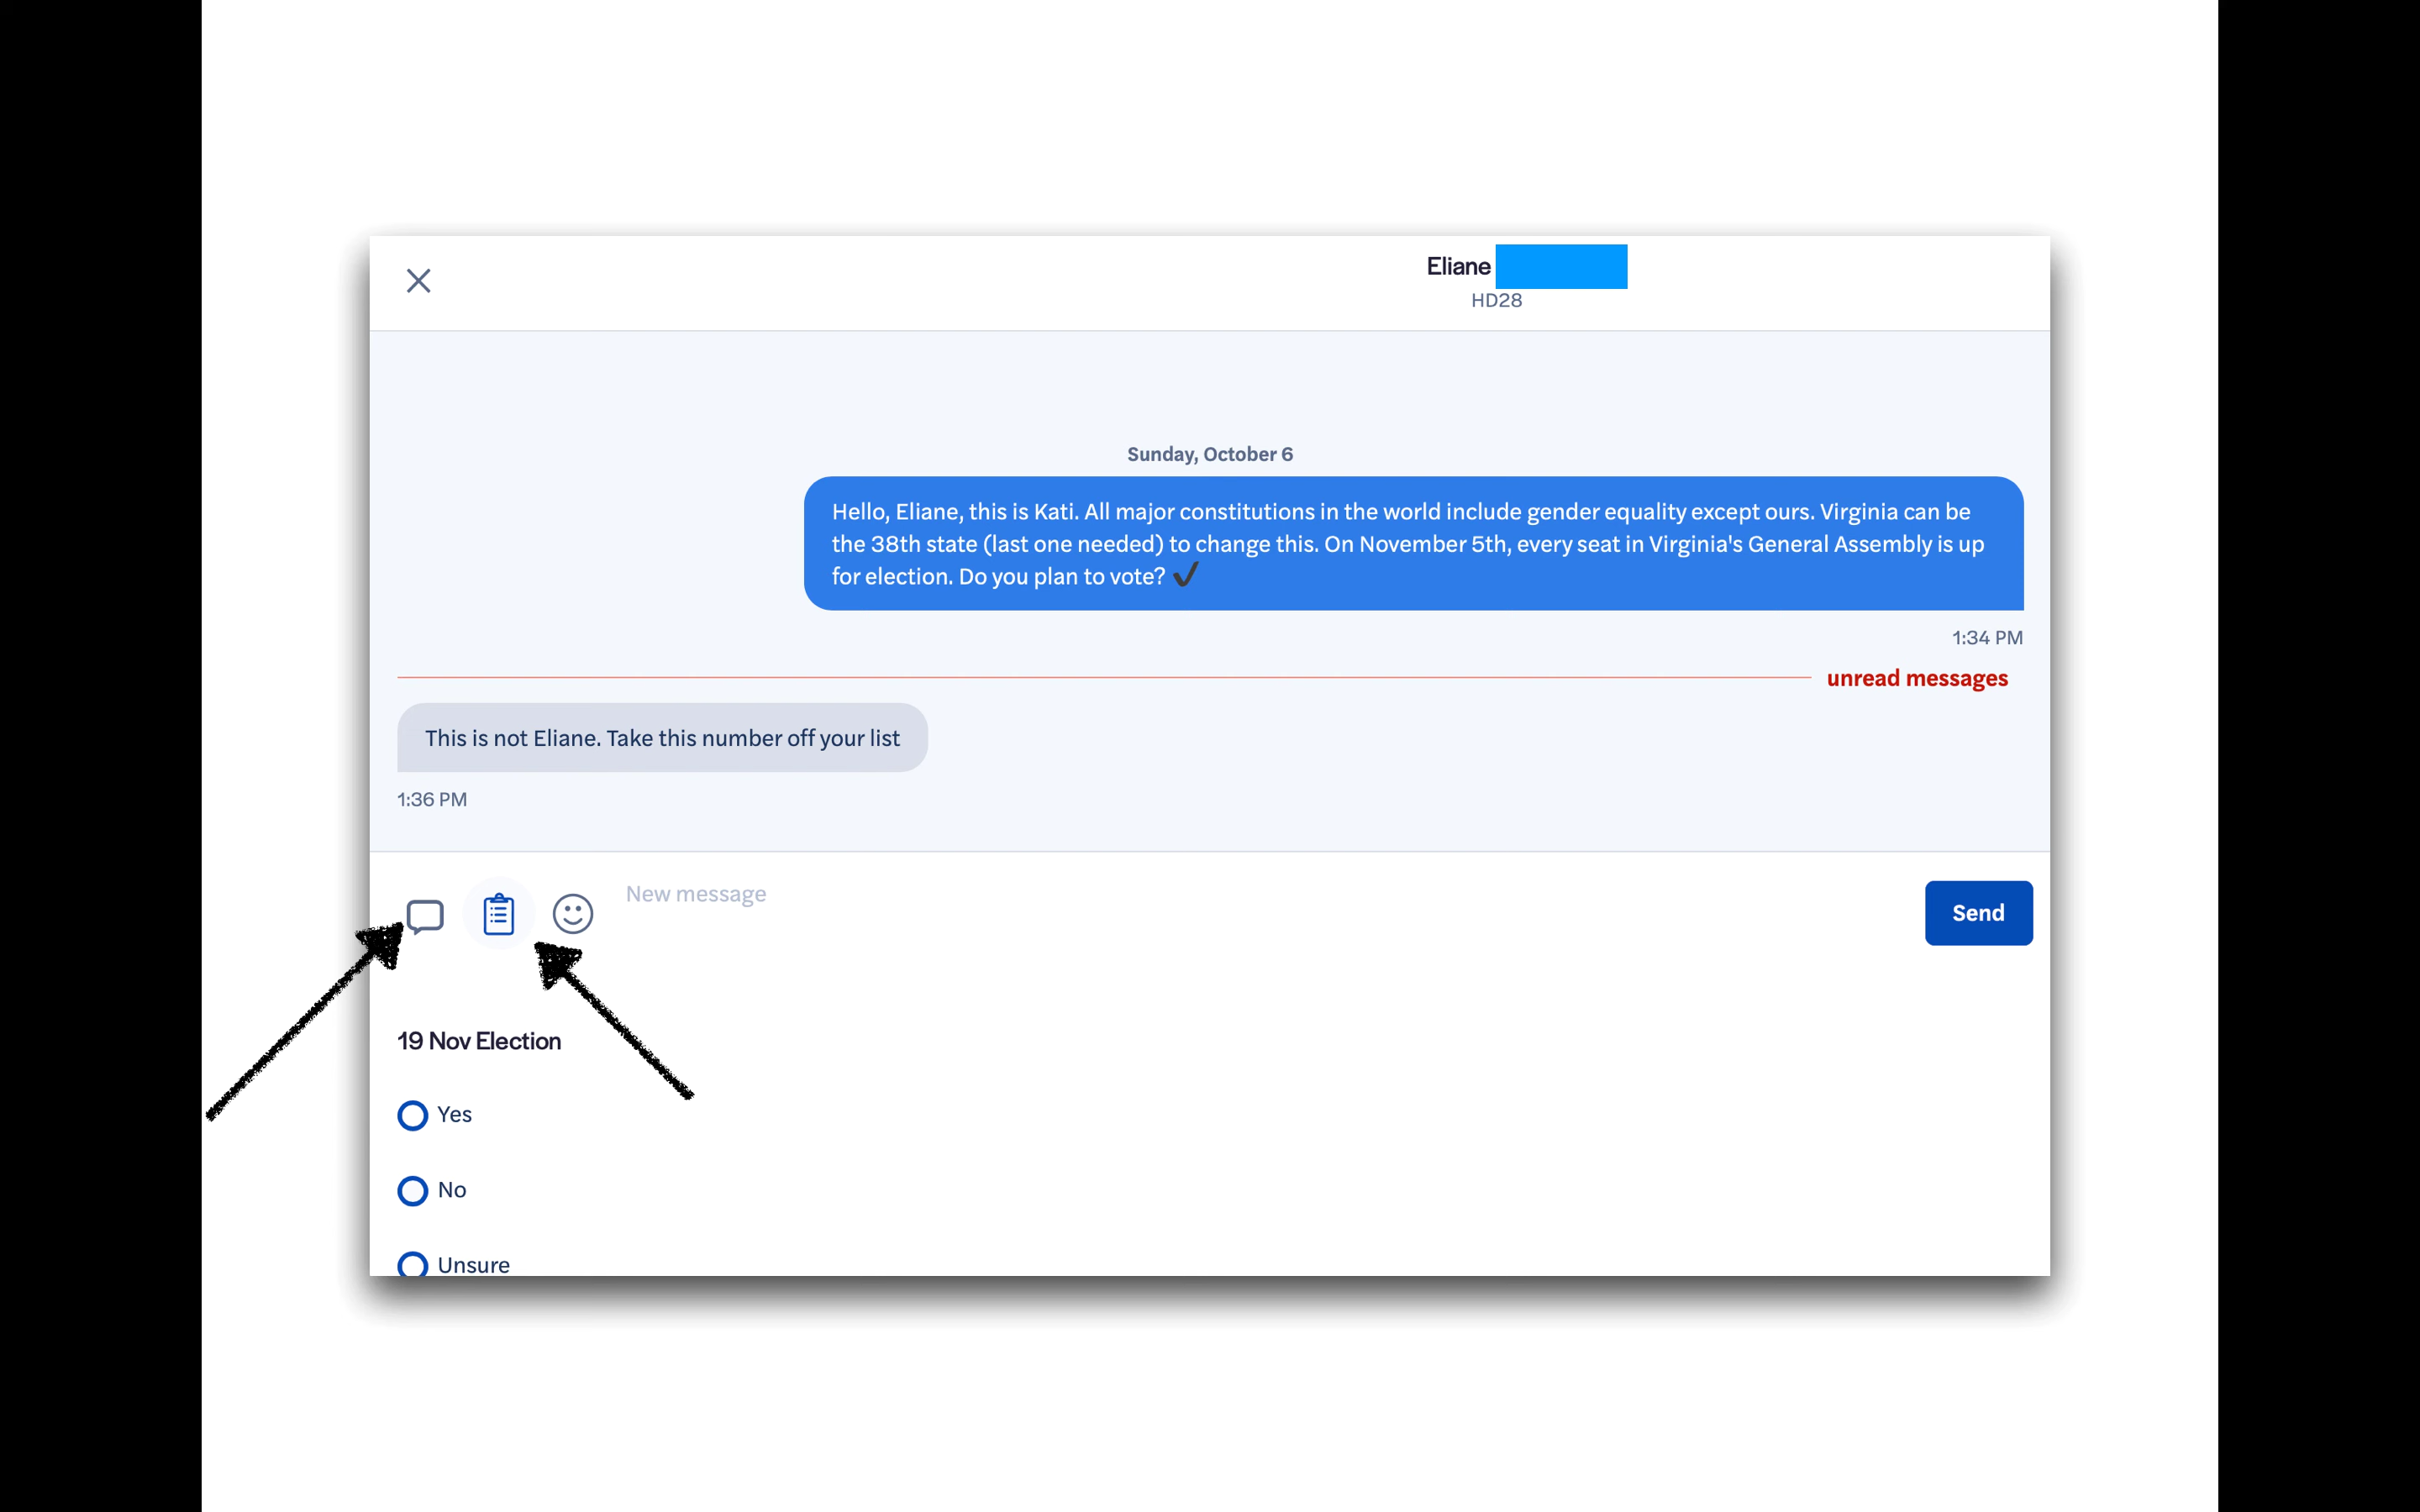 Eliane
HD28
Sunday, October 6
Hello, Eliane, this is Kati. All major constitutions in the world include gender equality except ours. Virginia can be
the 38th state (last one needed) to change this. On November 5th, every seat in Virginia's General Assembly is up
for election. Do you plan to vote? ✔
1:34 PM
unread messages
This is not Eliane. Take this number off your list
1:36 PM
New message
Send
19 Nov Election
Yes
No
Unsure